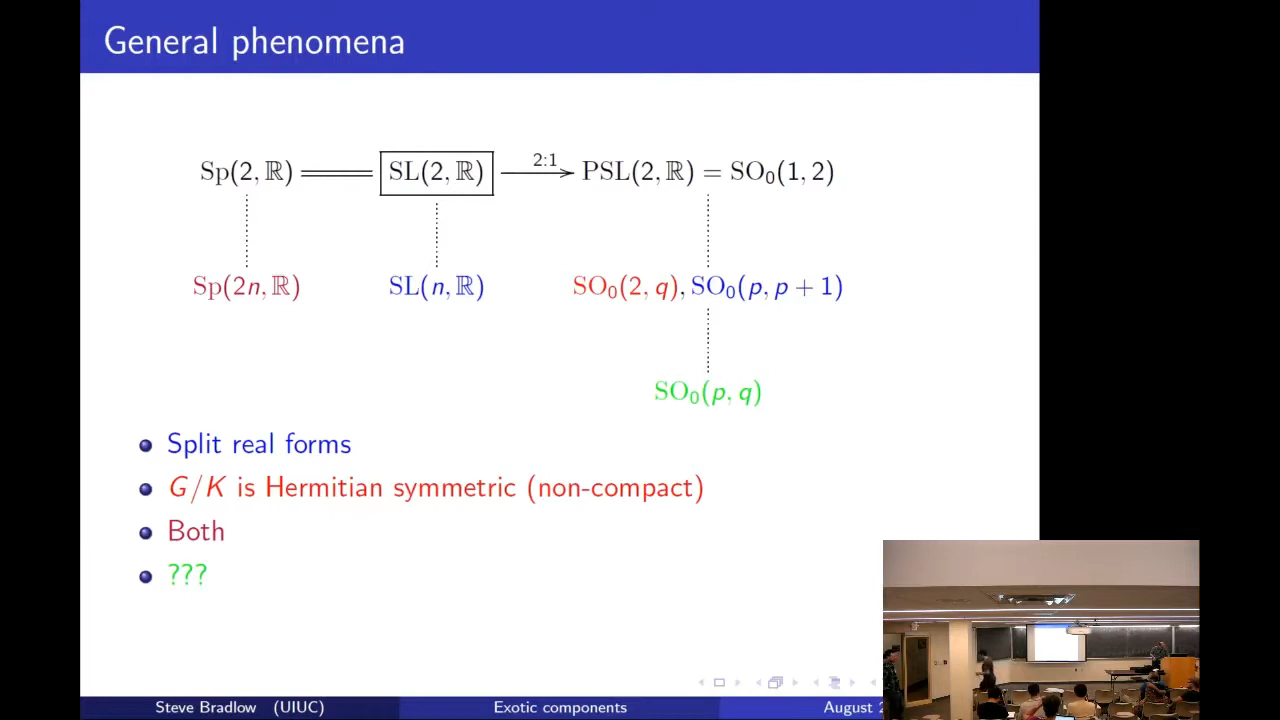 General phenomena
2:1
Sp(2, ℝ) SL(2, ℝ) PSL(2, ℝ) = SO₀(1, 2)
Sp(2n, ℝ) SL(n, ℝ) SO₀(2, q), SO₀(p, p + 1)
SO₀(p, q)
Split real forms
G/K is Hermitian symmetric (non-compact)
Both
???
Steve Bradlow (UIUC) Exotic components August